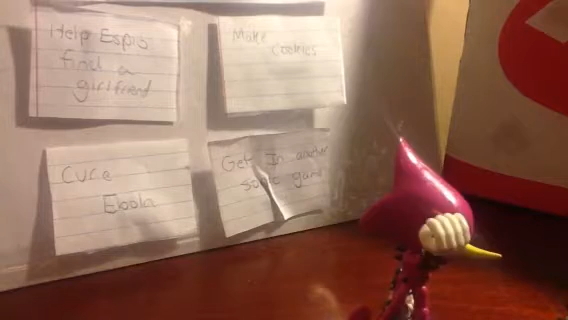 Help Espio
find a
girlfriend
Make
cookies
Cure
Ebola
Get In another
sonic game